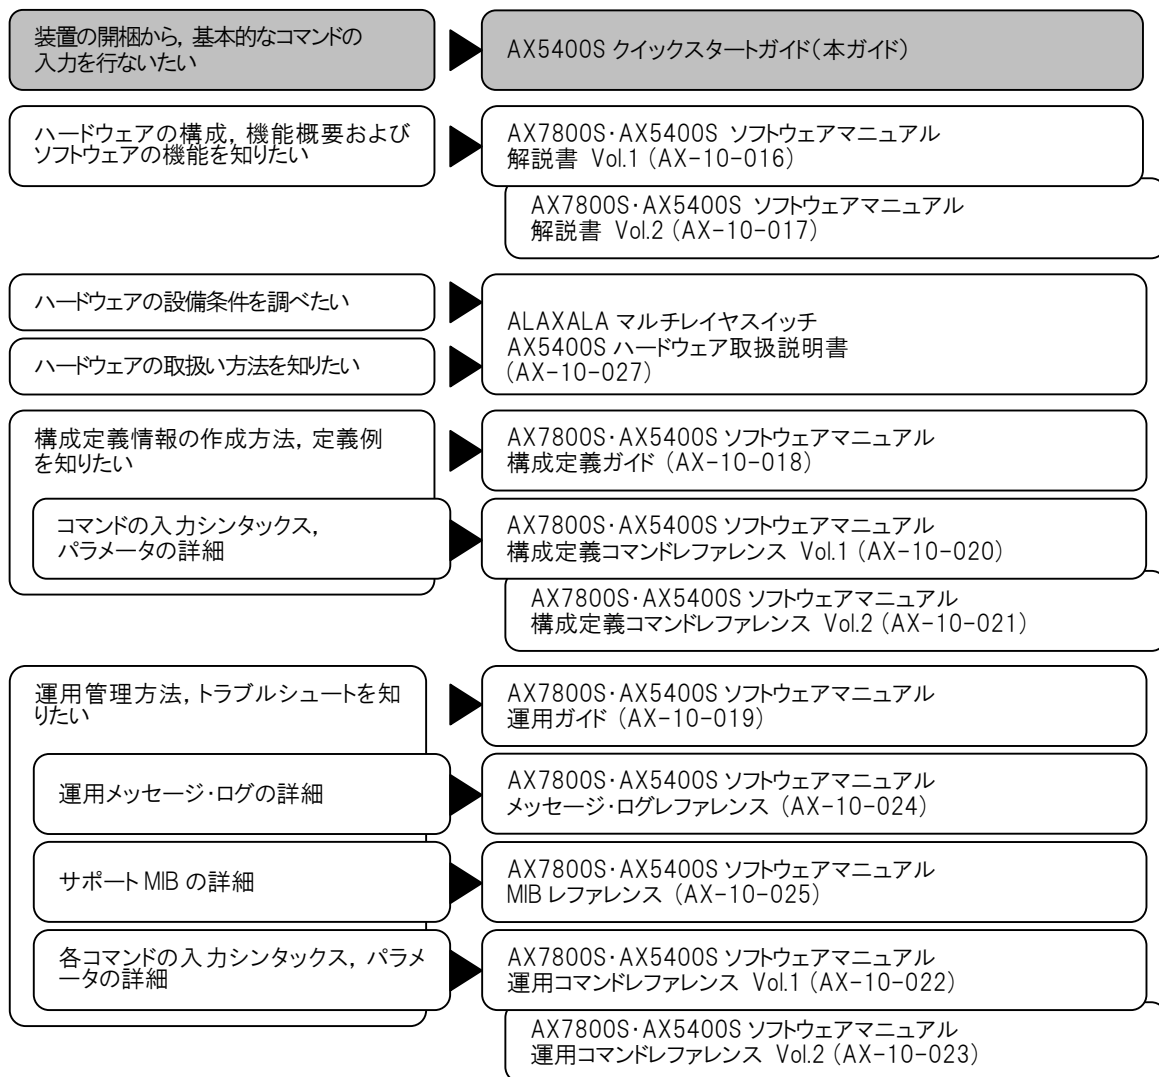 装置の開梱から，基本的なコマンドの
入力を行ないたい
AX5400S クイックスタートガイド（本ガイド）
ハードウェアの構成，機能概要および
ソフトウェアの機能を知りたい
AX7800S･AX5400S ソフトウェアマニュアル
解説書 Vol.1 (AX-10-016)
AX7800S･AX5400S ソフトウェアマニュアル
解説書 Vol.2 (AX-10-017)
ハードウェアの設備条件を調べたい
ハードウェアの取扱い方法を知りたい
ALAXALA マルチレイヤスイッチ
AX5400S ハードウェア取扱説明書
(AX-10-027)
構成定義情報の作成方法，定義例
を知りたい
AX7800S･AX5400S ソフトウェアマニュアル
構成定義ガイド (AX-10-018)
コマンドの入力シンタックス，
パラメータの詳細
AX7800S･AX5400S ソフトウェアマニュアル
構成定義コマンドレファレンス Vol.1 (AX-10-020)
AX7800S･AX5400S ソフトウェアマニュアル
構成定義コマンドレファレンス Vol.2 (AX-10-021)
運用管理方法，トラブルシュートを知
りたい
AX7800S･AX5400S ソフトウェアマニュアル
運用ガイド (AX-10-019)
運用メッセージ･ログの詳細
AX7800S･AX5400S ソフトウェアマニュアル
メッセージ･ログレファレンス (AX-10-024)
サポート MIB の詳細
AX7800S･AX5400S ソフトウェアマニュアル
MIB レファレンス (AX-10-025)
各コマンドの入力シンタックス，パラメ
ータの詳細
AX7800S･AX5400S ソフトウェアマニュアル
運用コマンドレファレンス Vol.1 (AX-10-022)
AX7800S･AX5400S ソフトウェアマニュアル
運用コマンドレファレンス Vol.2 (AX-10-023)